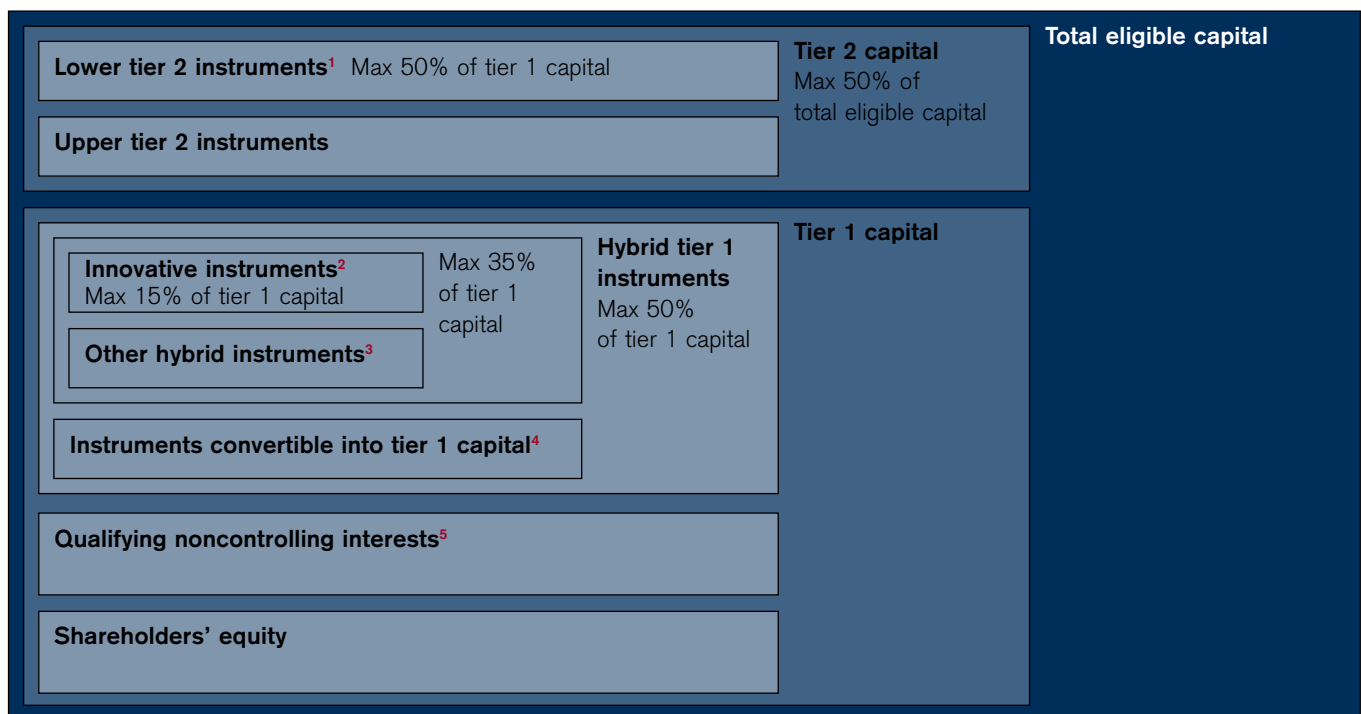 Total eligible capital
Tier 2 capital
Max 50% of
total eligible capital
Lower tier 2 instruments¹ Max 50% of tier 1 capital
Upper tier 2 instruments
Tier 1 capital
Hybrid tier 1
instruments
Max 50%
of tier 1 capital
Max 35%
of tier 1
capital
Innovative instruments²
Max 15% of tier 1 capital
Other hybrid instruments³
Instruments convertible into tier 1 capital⁴
Qualifying noncontrolling interests⁵
Shareholders’ equity